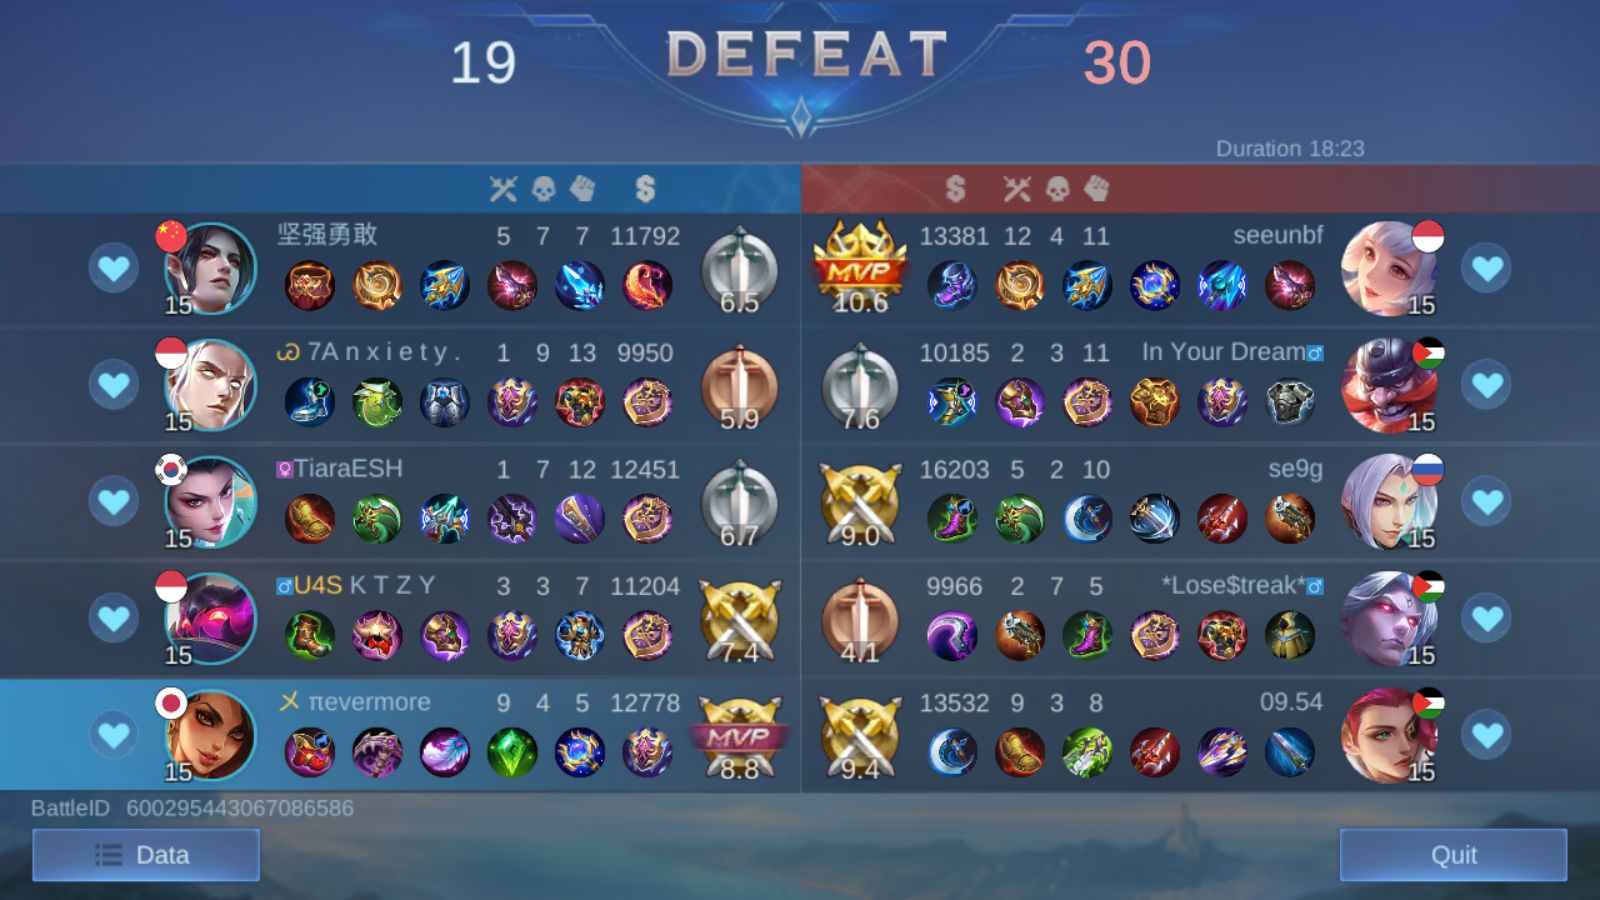 19 DEFEAT 30
Duration 18:23
坚强勇敢 5 7 7 11792 6.5
MVP 10.6 13381 12 4 11 seeunbf 15
15
7Anxiety. 1 9 13 9950 5.9
7.6 10185 2 3 11 In Your Dream♂ 15
15
♀TiaraESH 1 7 12 12451 6.7
9.0 16203 5 2 10 se9g 15
15
♂U4S KTZY 3 3 7 11204 7.4
4.1 9966 2 7 5 *Lose$treak*♂ 15
15
メ πevermore 9 4 5 12778 MVP 8.8
9.4 13532 9 3 8 09.54 15
15
BattleID 600295443067086586
Data
Quit